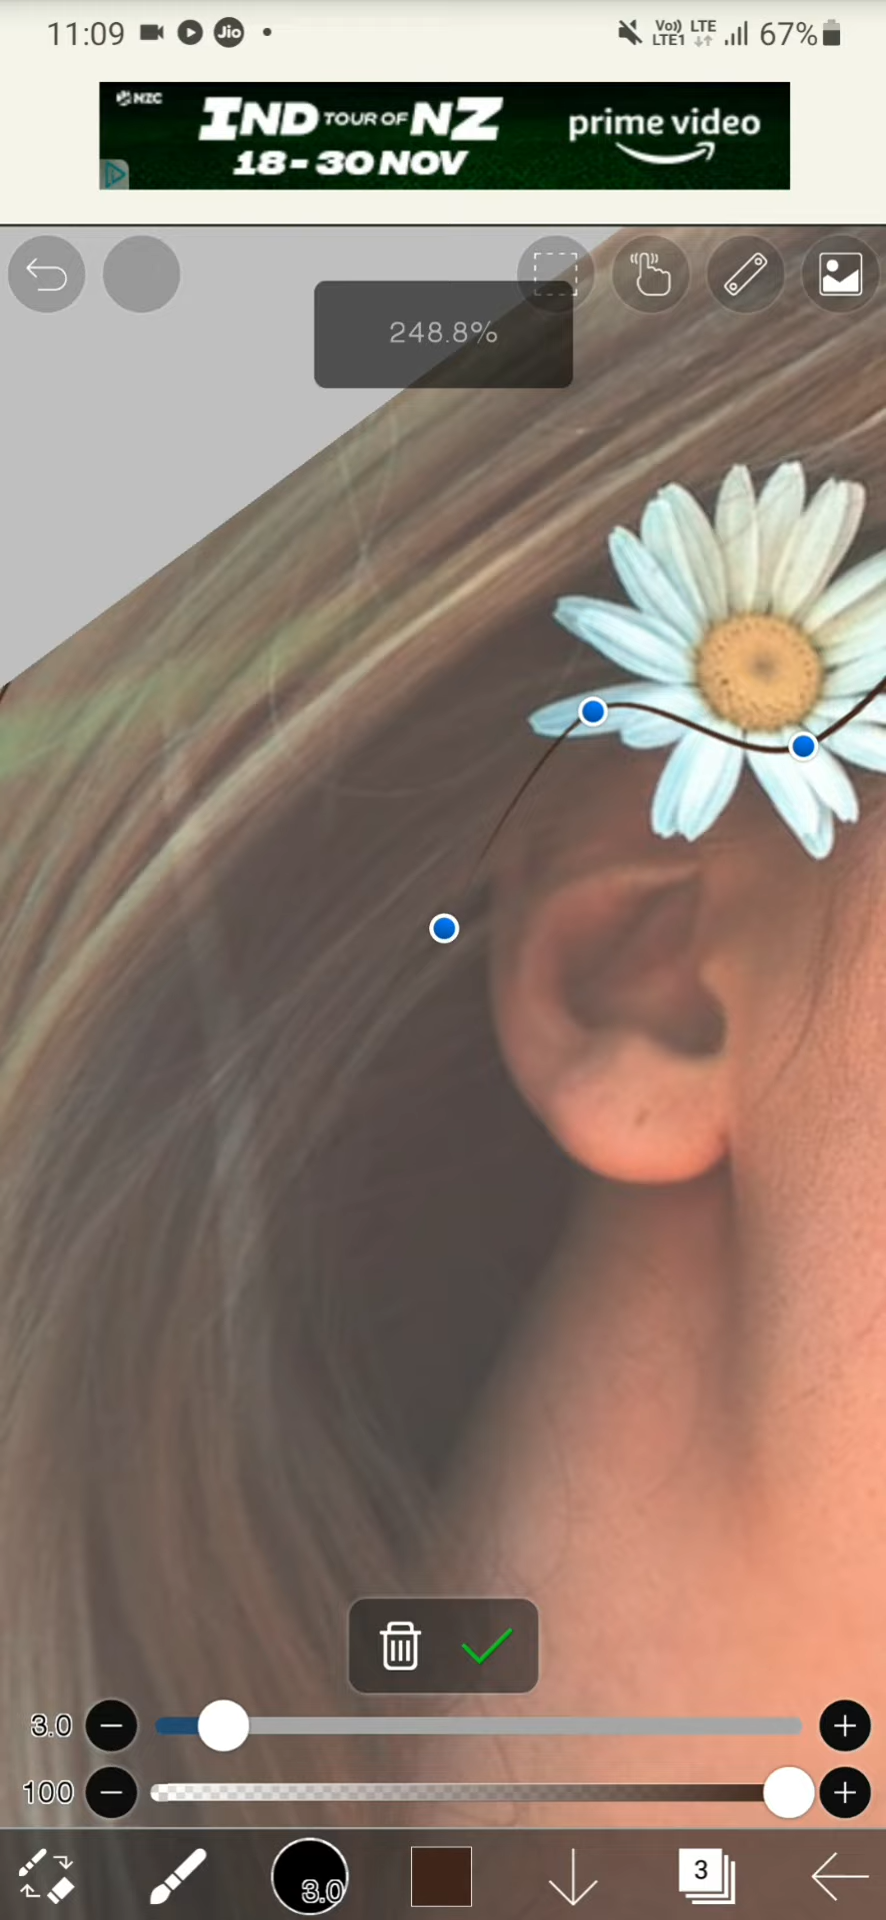 11:09 Jio Vo)) LTE1 LTE 67%
NZC
IND TOUR OF NZ
18-30 NOV
prime video
248.8%
3.0
100
3.0
3